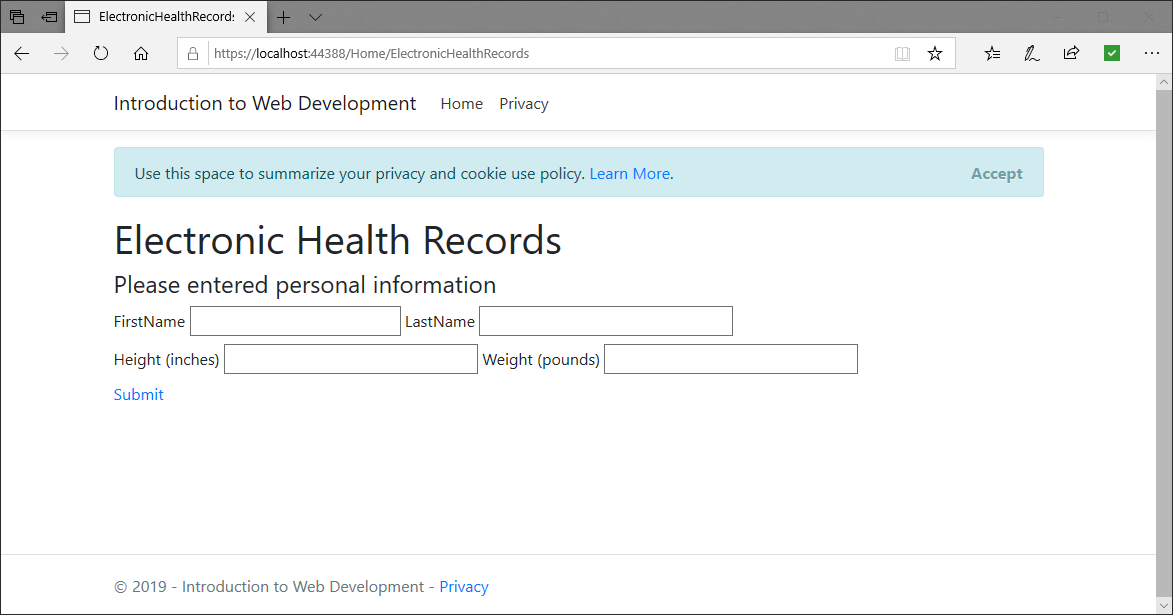 ElectronicHealthRecords
https://localhost:44388/Home/ElectronicHealthRecords
Introduction to Web Development Home Privacy
Use this space to summarize your privacy and cookie use policy. Learn More. Accept
Electronic Health Records
Please entered personal information
FirstName LastName
Height (inches) Weight (pounds)
Submit
© 2019 - Introduction to Web Development - Privacy